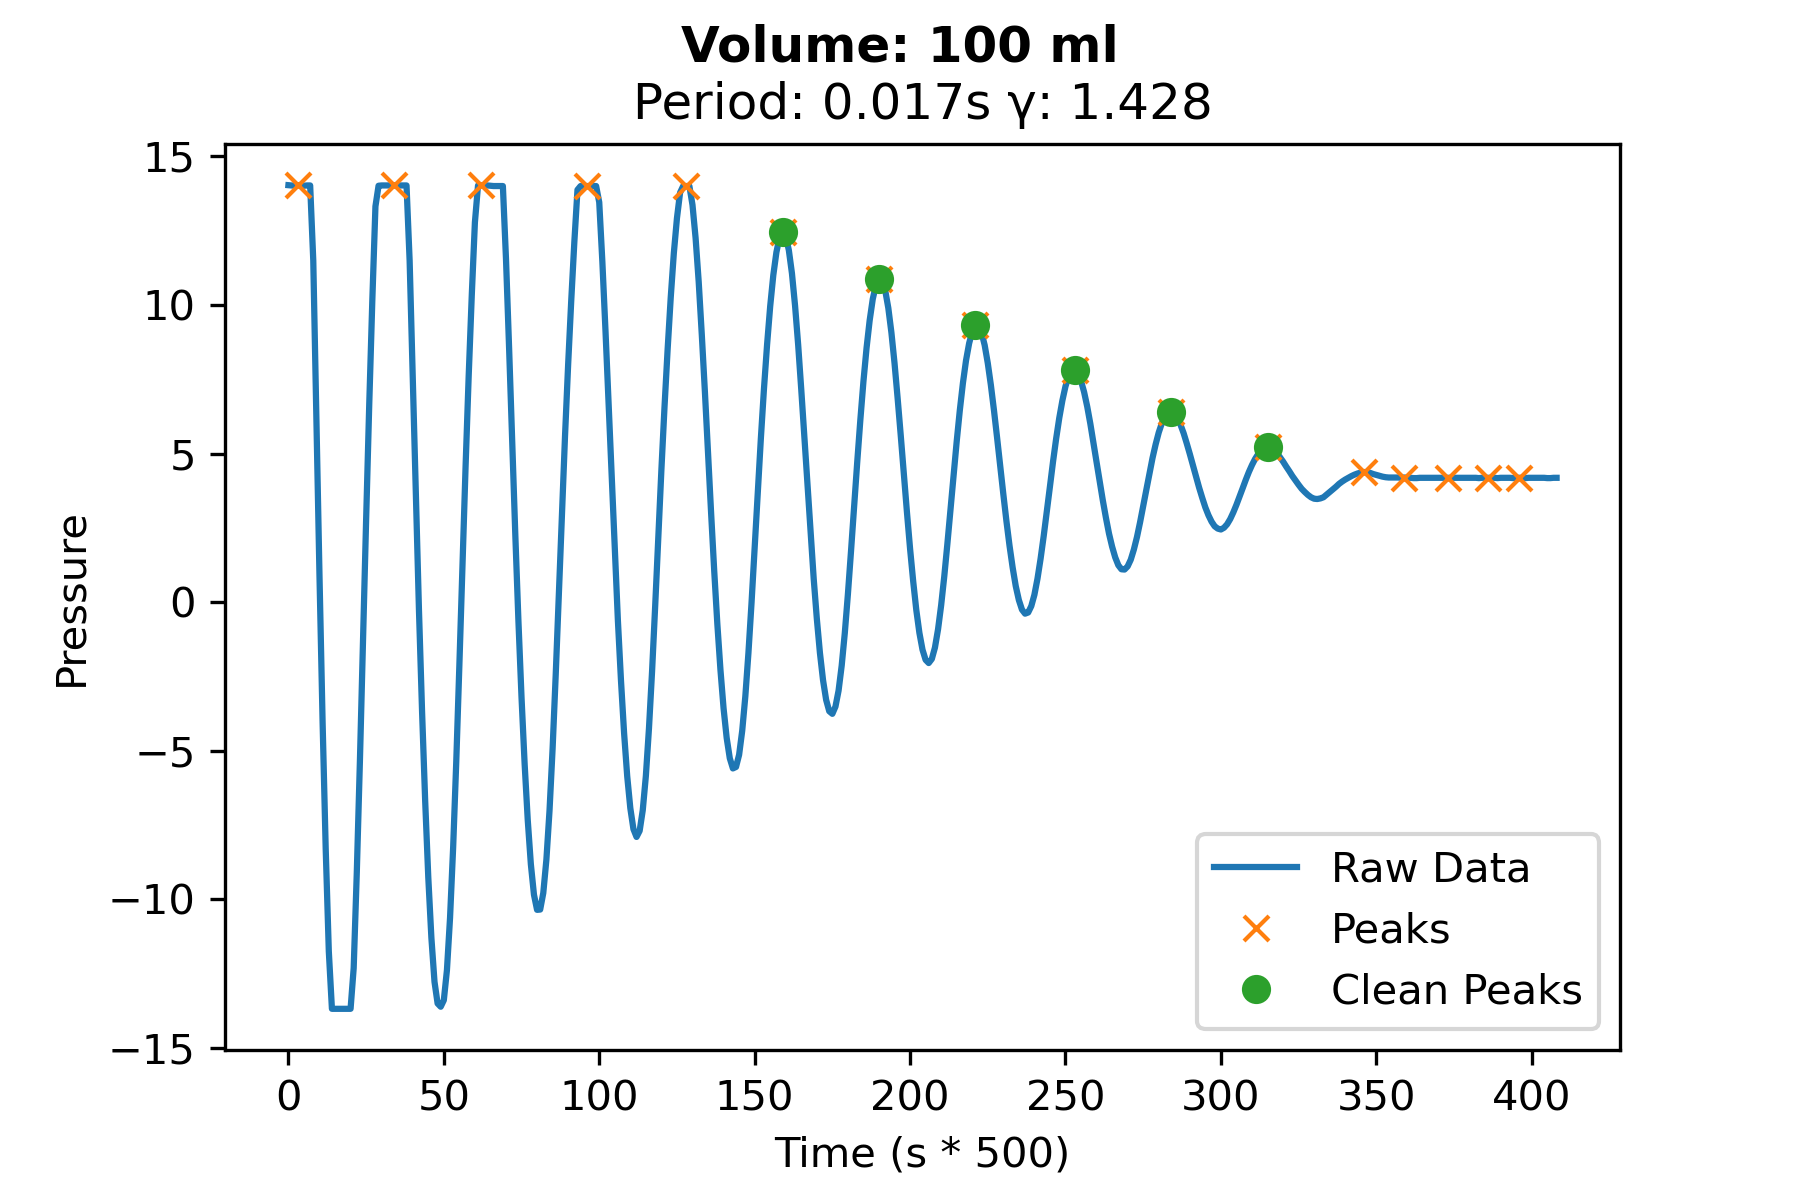 Volume: 100 ml
Period: 0.017s γ: 1.428
15
10
5
0
−5
−10
−15
Pressure
0 50 100 150 200 250 300 350 400
Time (s * 500)
Raw Data
Peaks
Clean Peaks